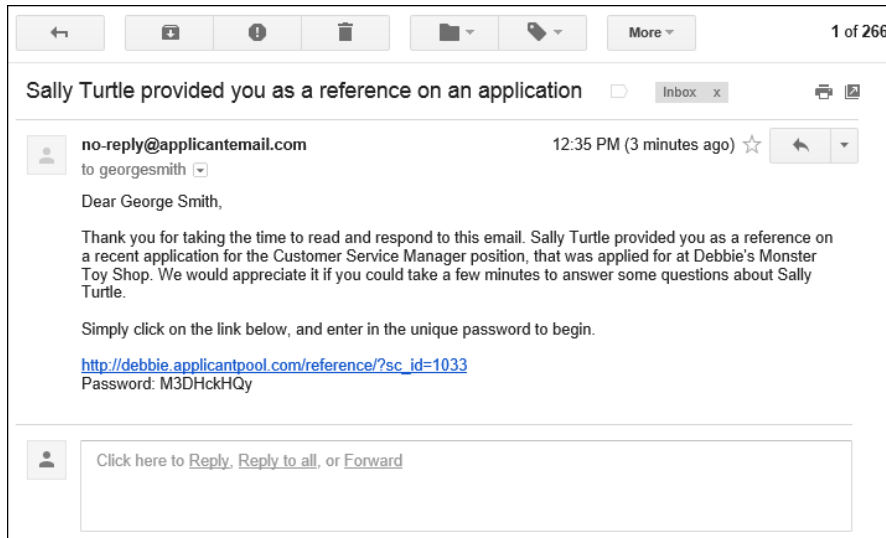 More
1 of 266
Sally Turtle provided you as a reference on an application
Inbox x
no-reply@applicantemail.com
12:35 PM (3 minutes ago)
to georgesmith
Dear George Smith,
Thank you for taking the time to read and respond to this email. Sally Turtle provided you as a reference on
a recent application for the Customer Service Manager position, that was applied for at Debbie's Monster
Toy Shop. We would appreciate it if you could take a few minutes to answer some questions about Sally
Turtle.
Simply click on the link below, and enter in the unique password to begin.
http://debbie.applicantpool.com/reference/?sc_id=1033
Password: M3DHckHQy
Click here to Reply, Reply to all, or Forward